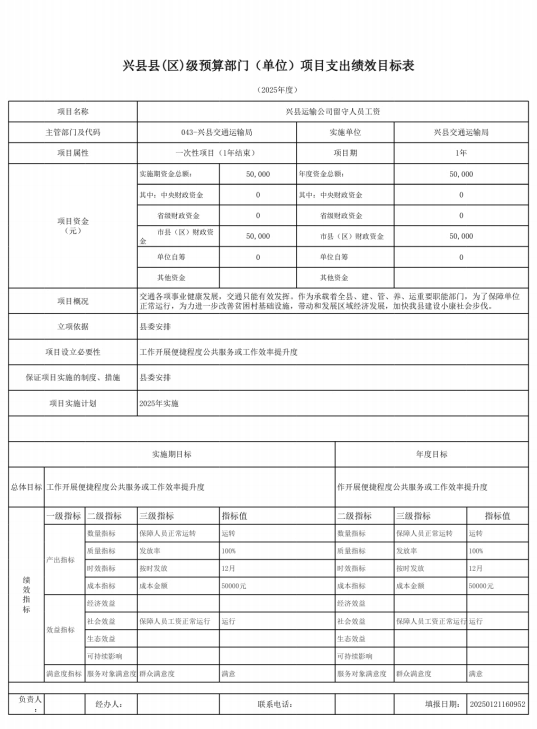 兴县县(区)级预算部门（单位）项目支出绩效目标表
（2025年度）
项目名称 兴县运输公司留守人员工资
主管部门及代码 043-兴县交通运输局 实施单位 兴县交通运输局
项目属性 一次性项目（1年结束） 项目期 1年
项目资金
（元）
实施期资金总额： 50,000 年度资金总额： 50,000
其中：中央财政资金 0 其中：中央财政资金 0
省级财政资金 0 省级财政资金 0
市县（区）财政资金 50,000 市县（区）财政资金 50,000
单位自筹 0 单位自筹 0
其他资金 其他资金
项目概况
交通各项事业健康发展，交通只能有效发挥。作为承载着全县、建、管、养、运重要职能部门，为了保障单位
正常运行，为力进一步改善贫困村基础设施，带动和发展区域经济发展，加快我县建设小康社会步伐。
立项依据 县委安排
项目设立必要性 工作开展便捷程度公共服务或工作效率提升度
保证项目实施的制度、措施 县委安排
项目实施计划 2025年实施
实施期目标 年度目标
总体目标 工作开展便捷程度公共服务或工作效率提升度 作开展便捷程度公共服务或工作效率提升度
绩效指标
一级指标 二级指标 三级指标 指标值 二级指标 三级指标 指标值
产出指标
数量指标 保障人员正常运转 运转 数量指标 保障人员正常运转 运转
质量指标 发放率 100% 质量指标 发放率 100%
时效指标 按时发放 12月 时效指标 按时发放 12月
成本指标 成本金额 50000元 成本指标 成本金额 50000元
效益指标
经济效益 经济效益
社会效益 保障人员工资正常运行 运行 社会效益 保障人员工资正常运行 运行
生态效益 生态效益
可持续影响 可持续影响
满意度指标 服务对象满意度 群众满意度 满意 服务对象满意度 群众满意度 满意
负责人： 经办人： 联系电话： 填报日期： 20250121160952